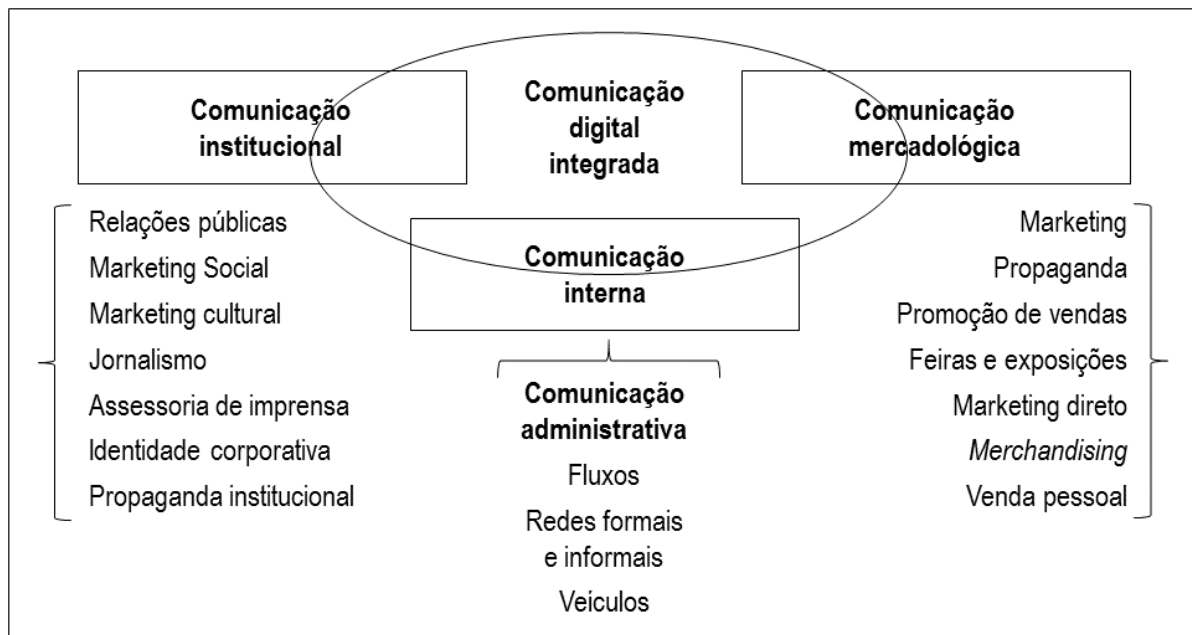 Comunicação
institucional
Comunicação
digital
integrada
Comunicação
mercadológica
Relações públicas
Marketing Social
Marketing cultural
Jornalismo
Assessoria de imprensa
Identidade corporativa
Propaganda institucional
Comunicação
interna
Comunicação
administrativa
Fluxos
Redes formais
e informais
Veículos
Marketing
Propaganda
Promoção de vendas
Feiras e exposições
Marketing direto
Merchandising
Venda pessoal